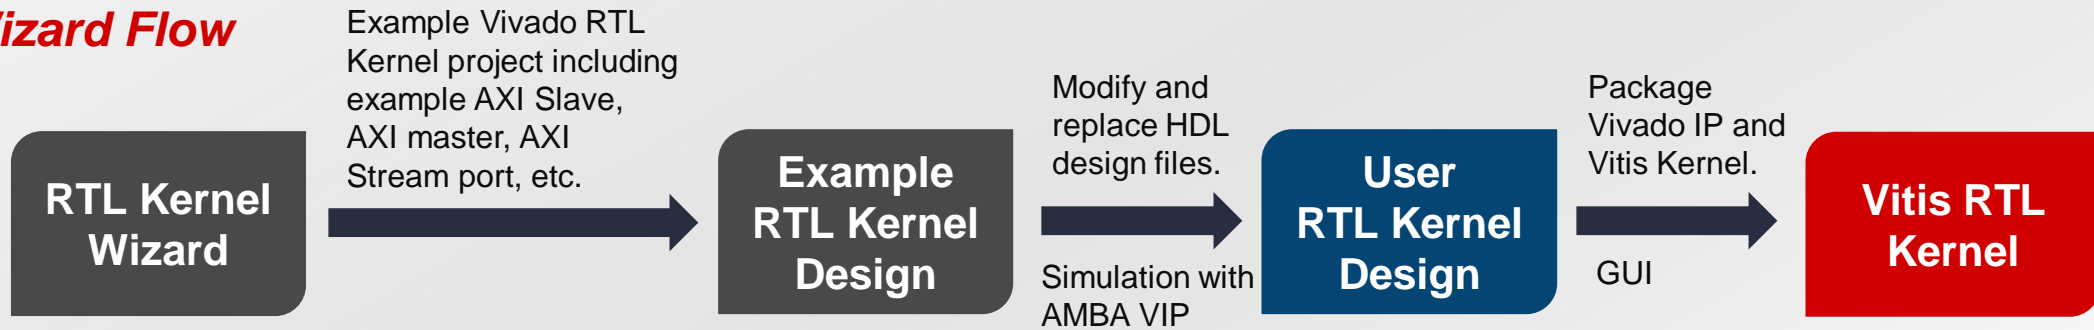 izard Flow
Example Vivado RTL
Kernel project including
example AXI Slave,
AXI master, AXI
Stream port, etc.
RTL Kernel
Wizard
Example
RTL Kernel
Design
Modify and
replace HDL
design files.
Simulation with
AMBA VIP
User
RTL Kernel
Design
Package
Vivado IP and
Vitis Kernel.
GUI
Vitis RTL
Kernel